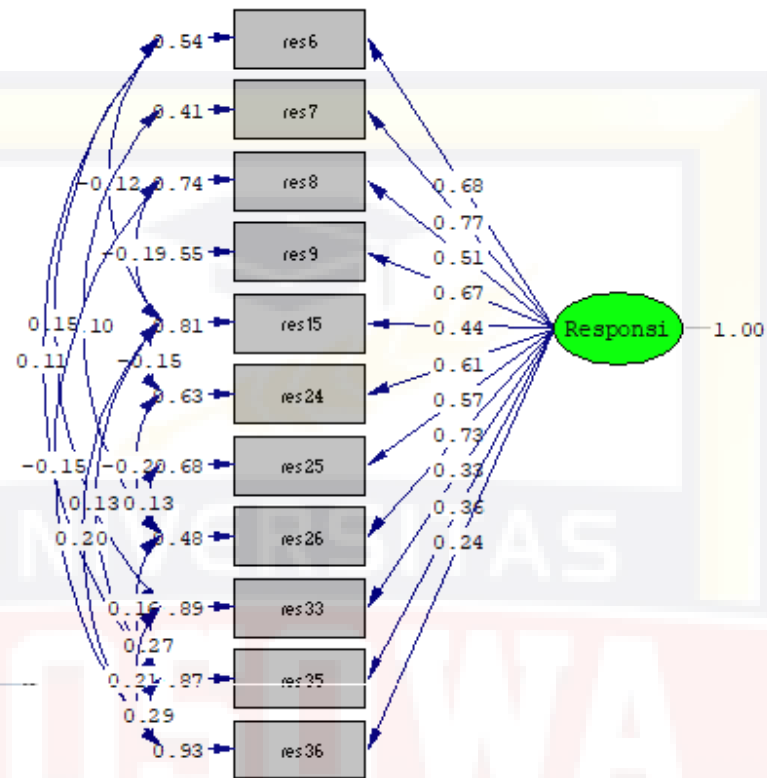 0.54 res6
0.41 res7
-0.12 0.74 res8 0.68
0.77
0.51
-0.19 .55 res9
0.67
0.15 .10 0.81 res15 0.44 Responsi 1.00
0.11 -0.15
0.63 res24 0.61
0.57
0.73
-0.15 -0.20 0.68 res25 0.33
0.13 0.13 0.36
0.20 0.48 res26 0.24
NIVERSITAS
0.16 .89 res33
0.27
0.21 .87 res35
0.29
0.93 res36
OSOWA